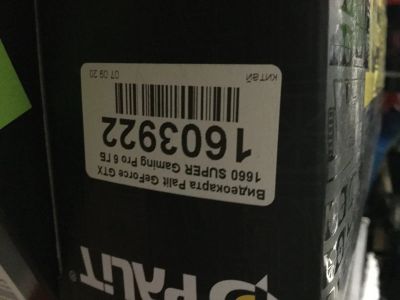 Видеокарта Palit GeForce GTX
1660 SUPER Gaming Pro 6 ГБ
1603922
КИТАЙ
07.09.20
PALiT®